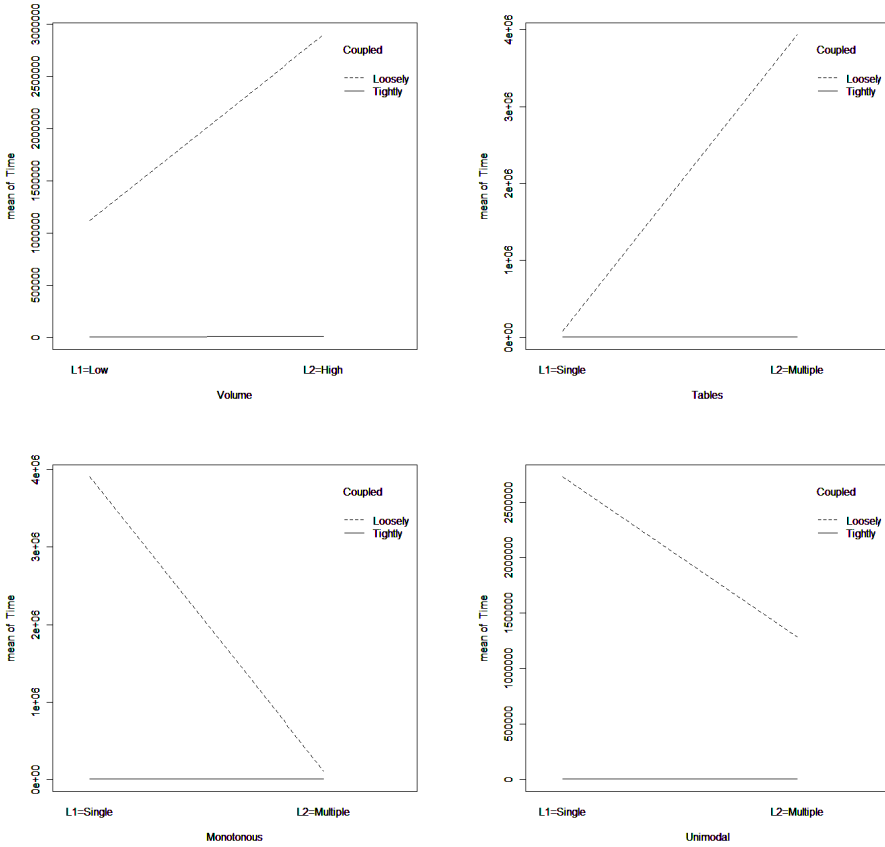 mean of Time
3000000
2500000
2000000
1500000
1000000
500000
0
Coupled
Loosely
Tightly
L1=Low
L2=High
Volume
mean of Time
4e+06
3e+06
2e+06
1e+06
0e+00
Coupled
Loosely
Tightly
L1=Single
L2=Multiple
Tables
mean of Time
4e+06
3e+06
2e+06
1e+06
0e+00
Coupled
Loosely
Tightly
L1=Single
L2=Multiple
Monotonous
mean of Time
2500000
2000000
1500000
1000000
500000
0
Coupled
Loosely
Tightly
L1=Single
L2=Multiple
Unimodal